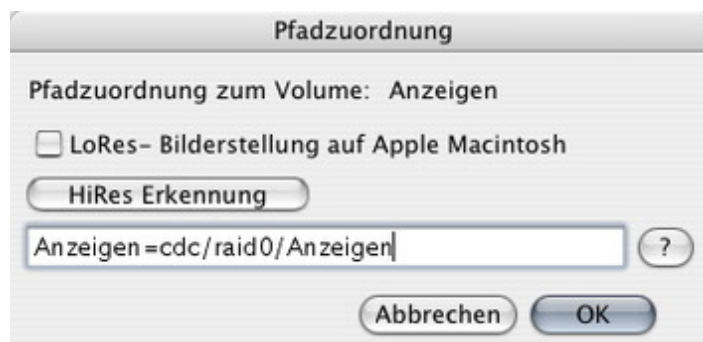 Pfadzuordnung
Pfadzuordnung zum Volume: Anzeigen
LoRes- Bilderstellung auf Apple Macintosh
HiRes Erkennung
Anzeigen=cdc/raid0/Anzeigen
?
Abbrechen OK